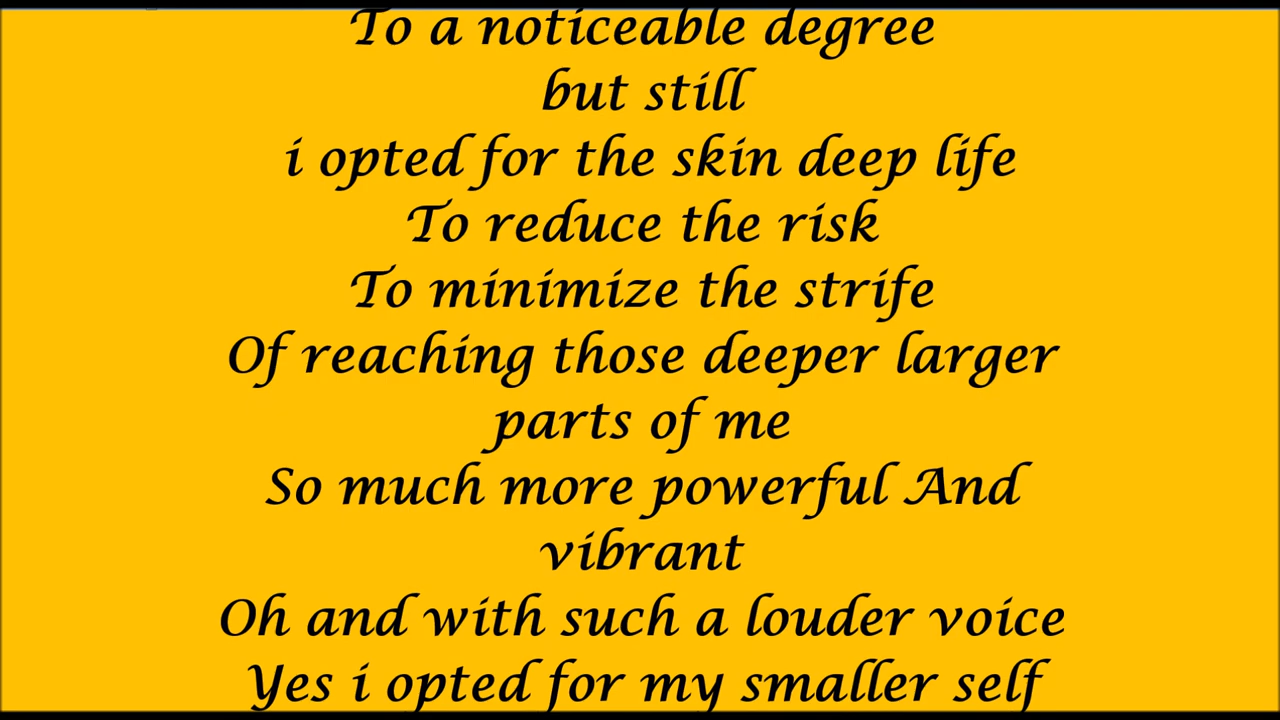 To a noticeable degree
but still
i opted for the skin deep life
To reduce the risk
To minimize the strife
Of reaching those deeper larger
parts of me
So much more powerful And
vibrant
Oh and with such a louder voice
Yes i opted for my smaller self